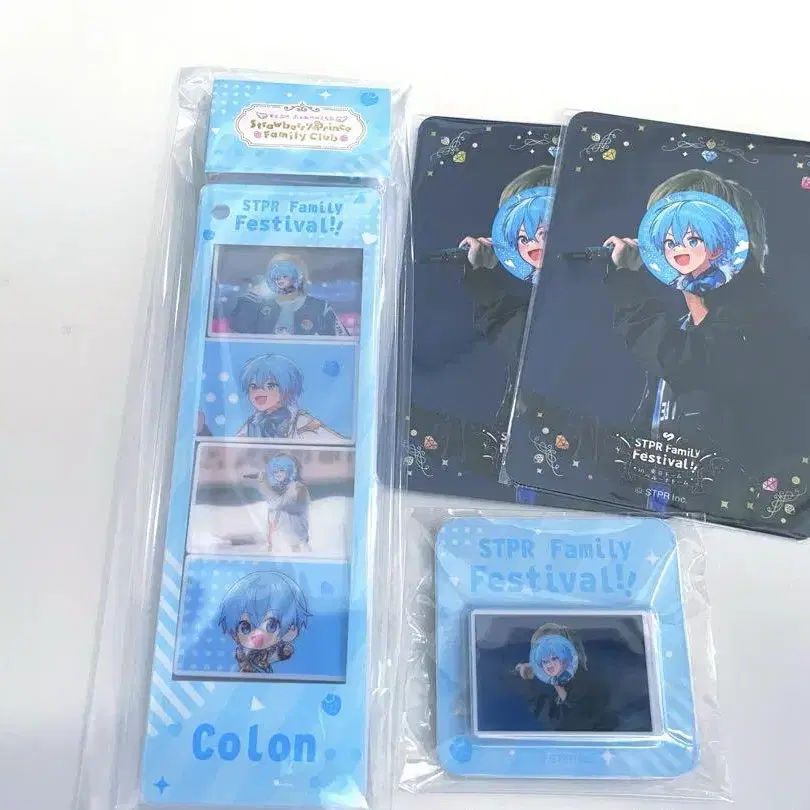 Strawberry Prince
Family Club
STPR Family
Festival!!
Colon
STPR Family
Festival!!
© STPR Inc.
STPR Family
Festival!!